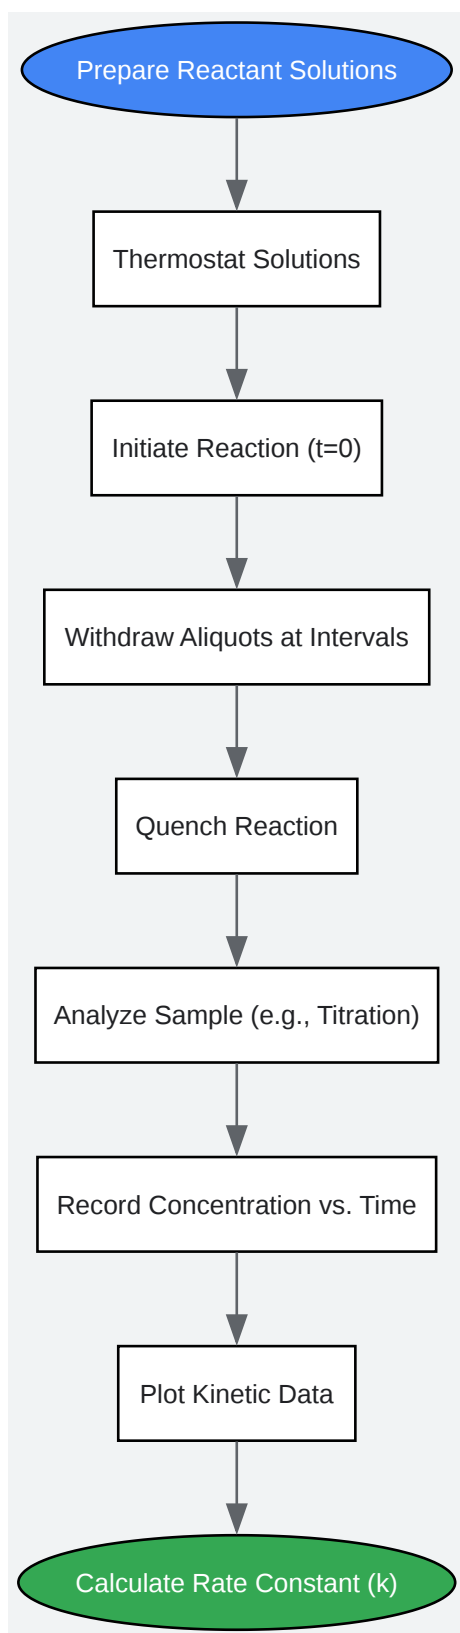 Prepare Reactant Solutions
Thermostat Solutions
Initiate Reaction (t=0)
Withdraw Aliquots at Intervals
Quench Reaction
Analyze Sample (e.g., Titration)
Record Concentration vs. Time
Plot Kinetic Data
Calculate Rate Constant (k)